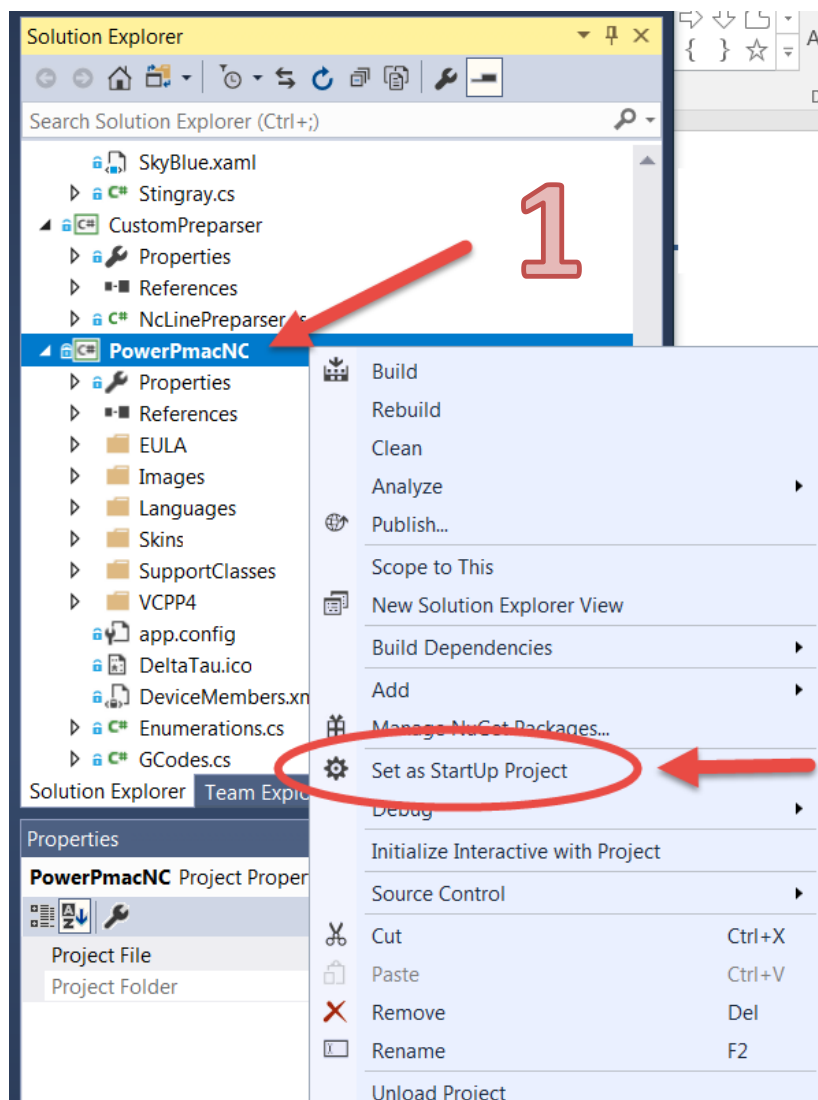 Solution Explorer
Search Solution Explorer (Ctrl+;)
SkyBlue.xaml
C# Stingray.cs
C# CustomPreparser
Properties
References
C# NcLinePreparser.cs
C# PowerPmacNC
Properties
References
EULA
Images
Languages
Skins
SupportClasses
VCPP4
app.config
DeltaTau.ico
DeviceMembers.xm
C# Enumerations.cs
C# GCodes.cs
Solution Explorer Team Explo
Properties
PowerPmacNC Project Proper
Project File
Project Folder
1
Build
Rebuild
Clean
Analyze
Publish...
Scope to This
New Solution Explorer View
Build Dependencies
Add
Manage NuGet Packages...
Set as StartUp Project
Debug
Initialize Interactive with Project
Source Control
Cut Ctrl+X
Paste Ctrl+V
Remove Del
Rename F2
Unload Project